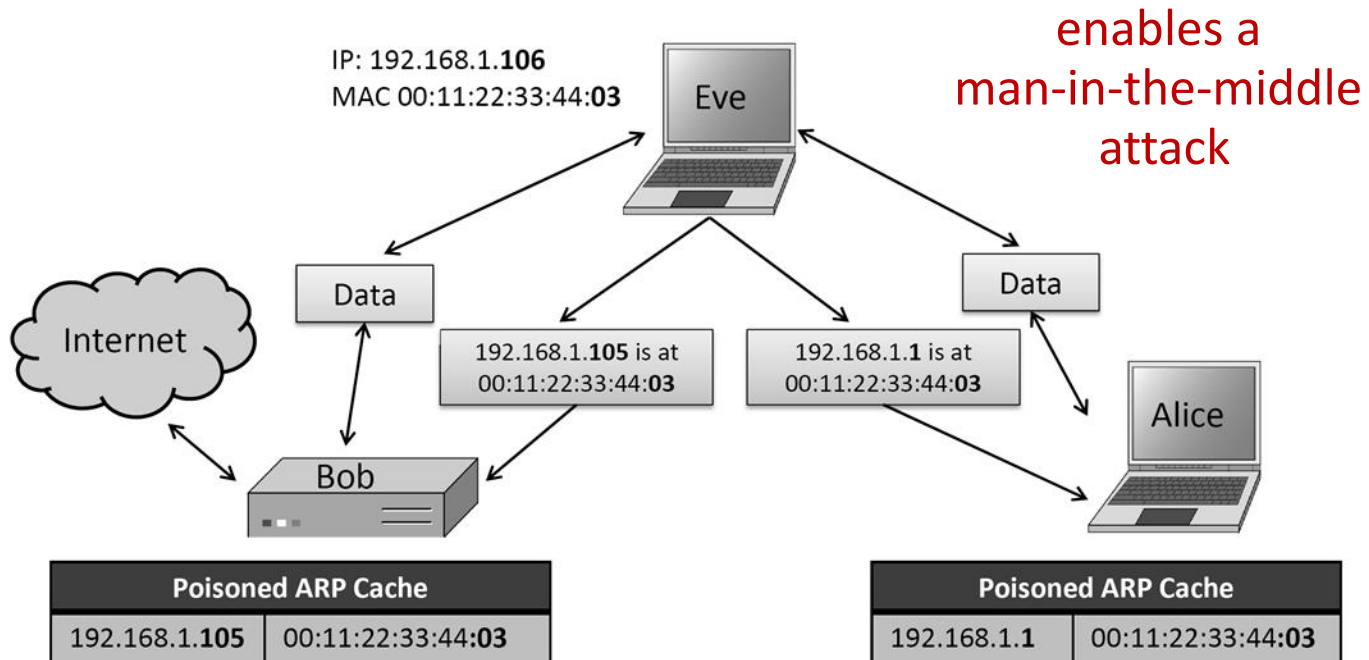 enables a
man-in-the-middle
attack
IP: 192.168.1.106
MAC 00:11:22:33:44:03
Eve
Data
Data
Internet
192.168.1.105 is at
00:11:22:33:44:03
192.168.1.1 is at
00:11:22:33:44:03
Alice
Bob
Poisoned ARP Cache
192.168.1.105 00:11:22:33:44:03
Poisoned ARP Cache
192.168.1.1 00:11:22:33:44:03